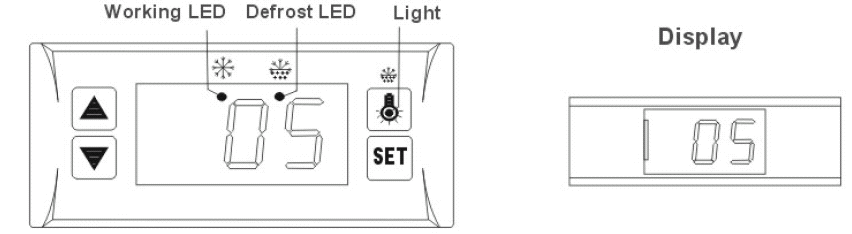 Working LED Defrost LED Light
Display
05
SET
05